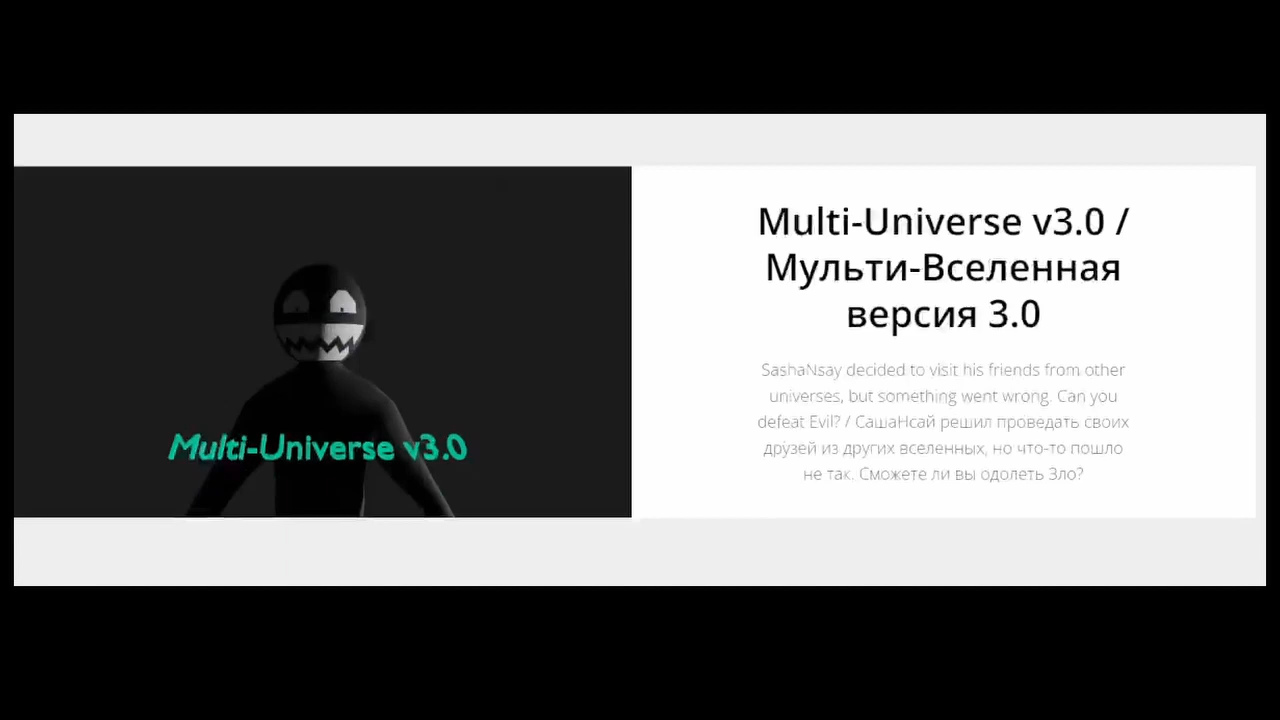 Multi-Universe v3.0
Multi-Universe v3.0 /
Мульти-Вселенная
версия 3.0
SashaNsay decided to visit his friends from other
universes, but something went wrong. Can you
defeat Evil? / СашаНсай решил проведать своих
друзей из других вселенных, но что-то пошло
не так. Сможете ли вы одолеть Зло?